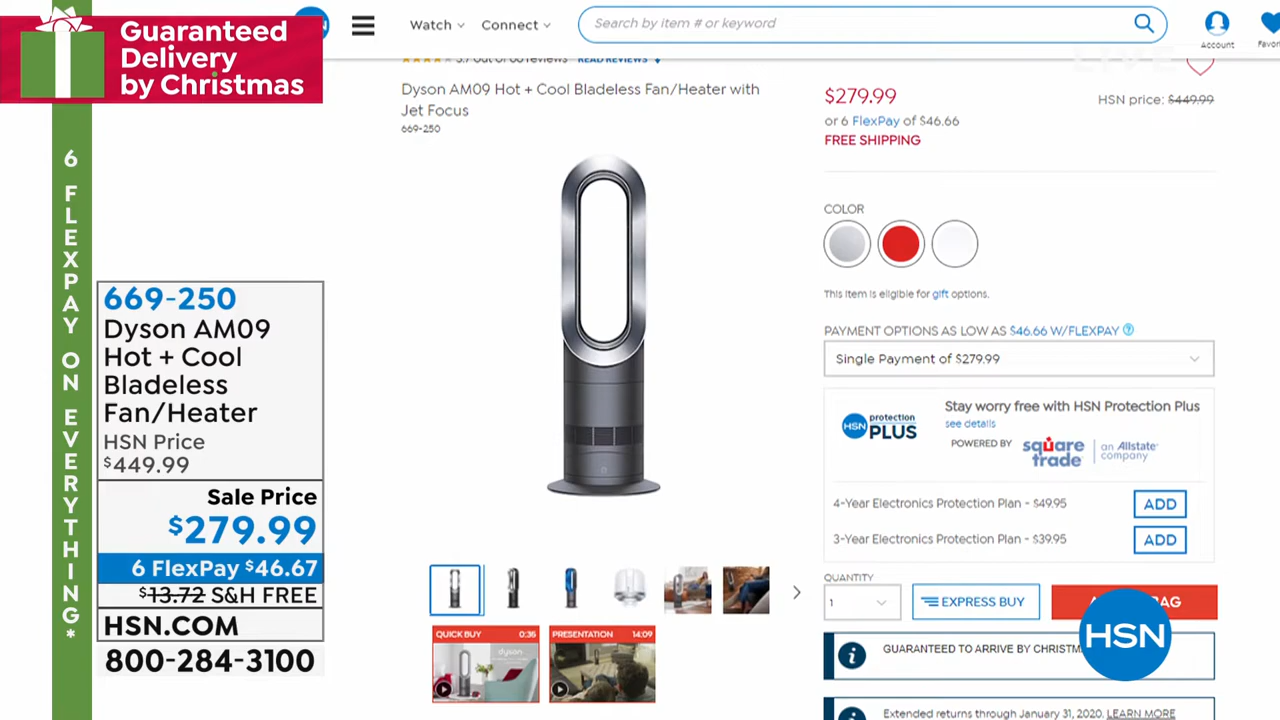 Guaranteed
Delivery
by Christmas
6 FLEXPAY ON EVERYTHING*
669-250
Dyson AM09
Hot + Cool
Bladeless
Fan/Heater
HSN Price
$449.99
Sale Price
$279.99
6 FlexPay $46.67
$13.72 S&H FREE
HSN.COM
800-284-3100
Watch
Connect
Search by item # or keyword
Account
LIVE
READ REVIEWS
Dyson AM09 Hot + Cool Bladeless Fan/Heater with
Jet Focus
669-250
QUICK BUY 0:36
dyson
PRESENTATION 14:09
$279.99
HSN price: $449.99
or 6 FlexPay of $46.66
FREE SHIPPING
COLOR
This item is eligible for gift options.
PAYMENT OPTIONS AS LOW AS $46.66 W/FLEXPAY ?
Single Payment of $279.99
HSN protection PLUS
Stay worry free with HSN Protection Plus
see details
POWERED BY square trade an Allstate company
4-Year Electronics Protection Plan - $49.95 ADD
3-Year Electronics Protection Plan - $39.95 ADD
QUANTITY
1
EXPRESS BUY
HSN
GUARANTEED TO ARRIVE BY
Extended returns through January 31, 2020. LEARN MORE